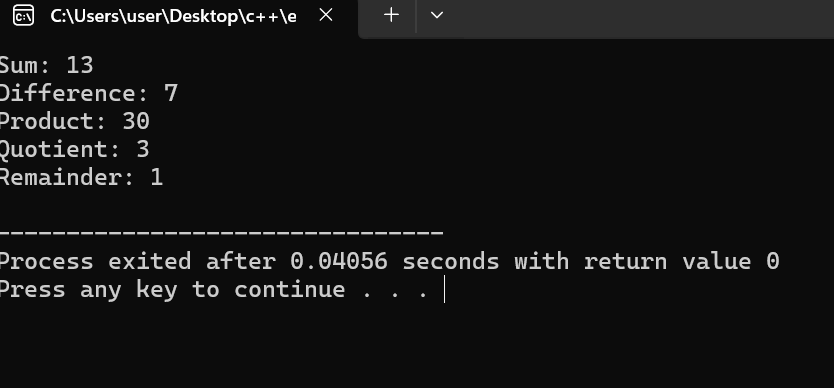 C:\Users\user\Desktop\c++\e
Sum: 13
Difference: 7
Product: 30
Quotient: 3
Remainder: 1
--------------------------------
Process exited after 0.04056 seconds with return value 0
Press any key to continue . . .